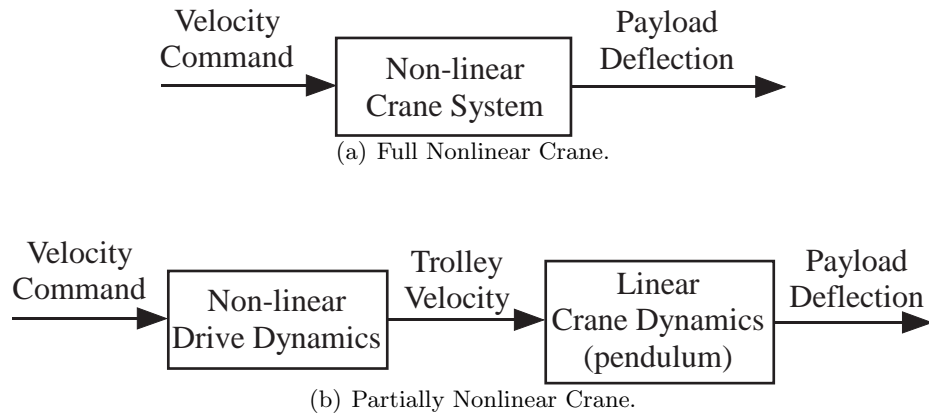 Velocity
Command
Non-linear
Crane System
Payload
Deflection
(a) Full Nonlinear Crane.
Velocity
Command
Non-linear
Drive Dynamics
Trolley
Velocity
Linear
Crane Dynamics
(pendulum)
Payload
Deflection
(b) Partially Nonlinear Crane.